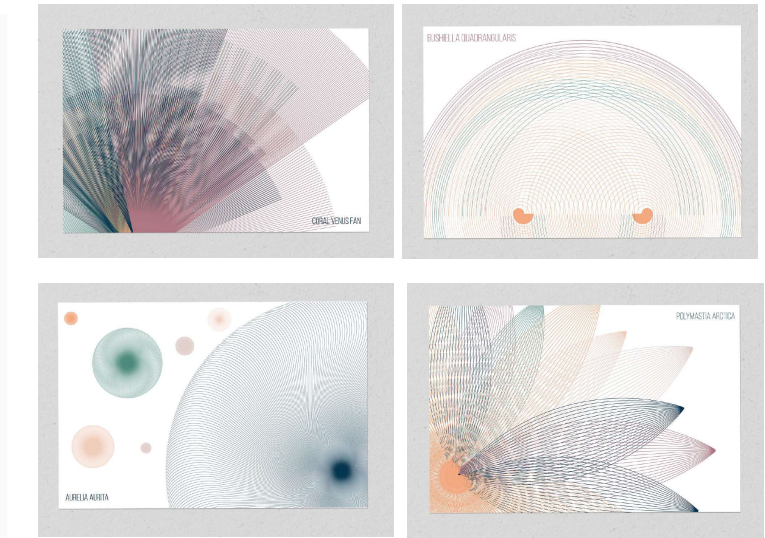 CORAL VENUS FAN
BUSHIELLA QUADRANGULARIS
AURELIA AURITA
POLYMASTIA ARCTICA